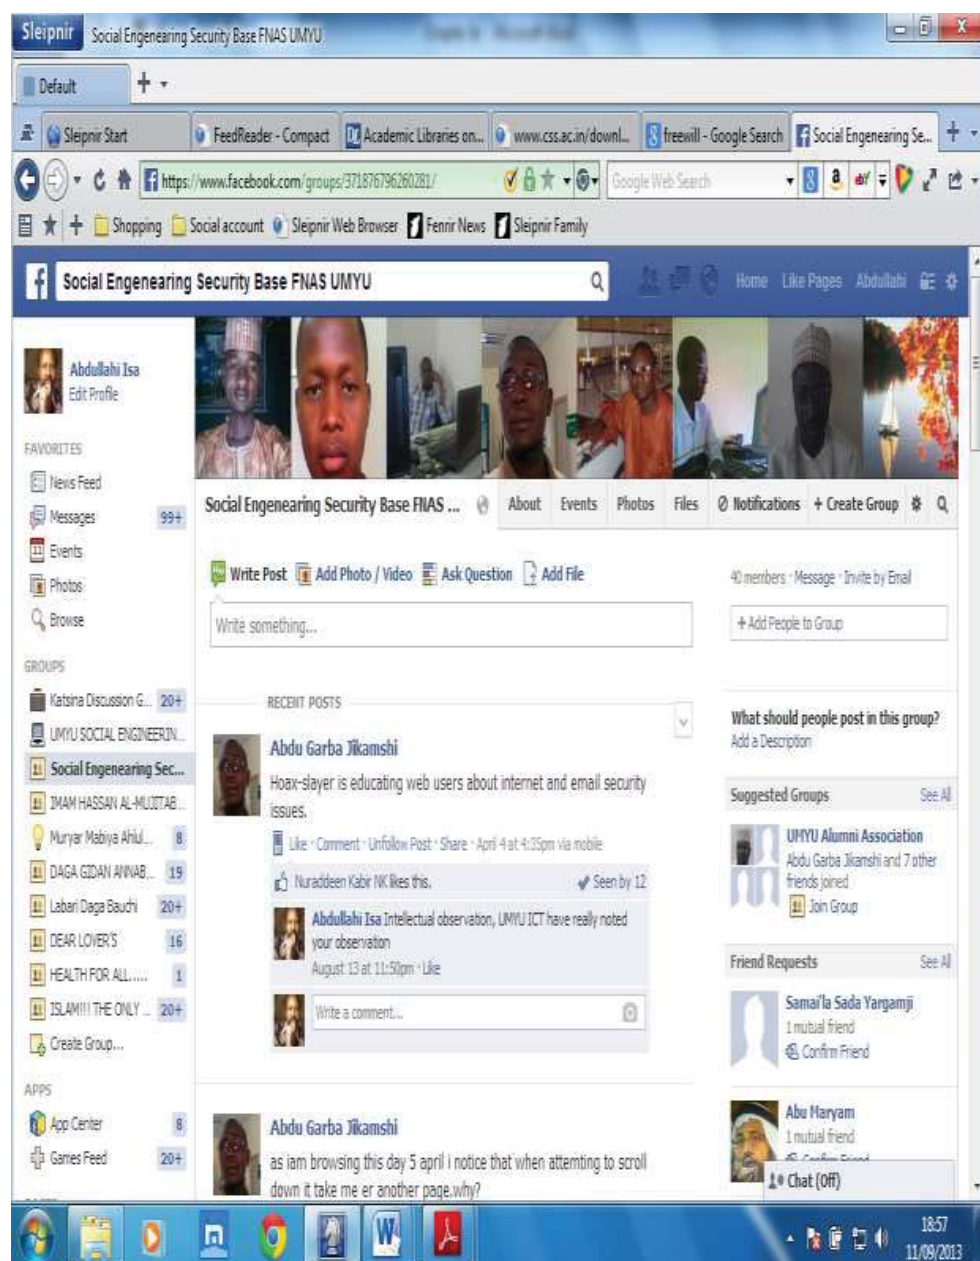 Sleipnir Social Engenearing Security Base FNAS UMYU
Default
Sleipnir Start
FeedReader - Compact
Academic Libraries on...
www.css.ac.in/downl...
freewill - Google Search
Social Engenearing Se...
https://www.facebook.com/groups/371876796260281/
Google Web Search
Shopping Social account Sleipnir Web Browser Fenrir News Sleipnir Family
Social Engenearing Security Base FNAS UMYU
Home Like Pages Abdullahi
Abdullahi Isa
Edit Profile
FAVORITES
News Feed
Messages 99+
Events
Photos
Browse
GROUPS
Katsina Discussion G... 20+
UMYU SOCIAL ENGINEERIN...
Social Engenearing Sec...
IMAM HASSAN AL-MUJTAB...
Muryar Mabiya Ahlul... 8
DAGA GIDAN ANNAB... 19
Labari Daga Bauchi 20+
DEAR LOVER'S 16
HEALTH FOR ALL..... 1
ISLAM!!! THE ONLY ... 20+
Create Group...
APPS
App Center 8
Games Feed 20+
Social Engenearing Security Base FNAS ...
About Events Photos Files Notifications + Create Group
Write Post Add Photo / Video Ask Question Add File
Write something...
RECENT POSTS
Abdu Garba Jikamshi
Hoax-slayer is educating web users about internet and email security
issues.
Like · Comment · Unfollow Post · Share · April 4 at 4:35pm via mobile
Nuraddeen Kabir NK likes this. Seen by 12
Abdullahi Isa Intellectual observation, UMYU ICT have really noted
your observation
August 13 at 11:50pm · Like
Write a comment...
Abdu Garba Jikamshi
as iam browsing this day 5 april i notice that when attemting to scroll
down it take me er another page,why?
40 members · Message · Invite by Email
+ Add People to Group
What should people post in this group?
Add a Description
Suggested Groups See All
UMYU Alumni Association
Abdu Garba Jikamshi and 7 other
friends joined
Join Group
Friend Requests See All
Samai'la Sada Yargamji
1 mutual friend
Confirm Friend
Abu Maryam
1 mutual friend
Confirm Friend
Chat (Off)
18:57
11/09/2013